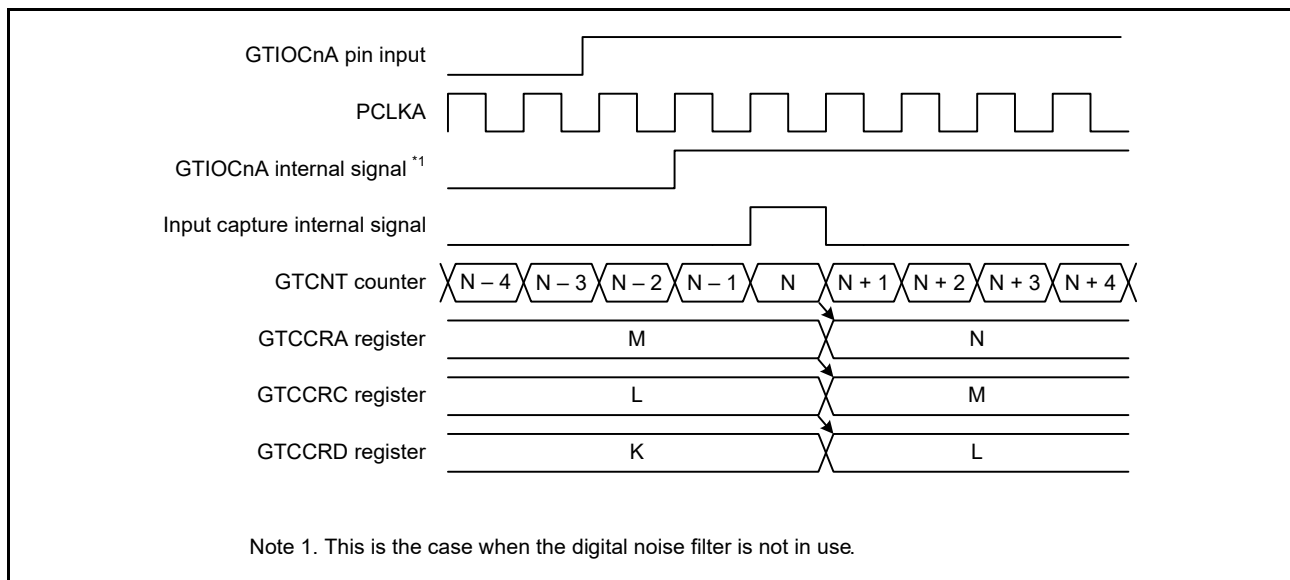 GTIOCnA pin input
PCLKA
GTIOCnA internal signal *1
Input capture internal signal
GTCNT counter N – 4 N – 3 N – 2 N – 1 N N + 1 N + 2 N + 3 N + 4
GTCCRA register M N
GTCCRC register L M
GTCCRD register K L
Note 1. This is the case when the digital noise filter is not in use.